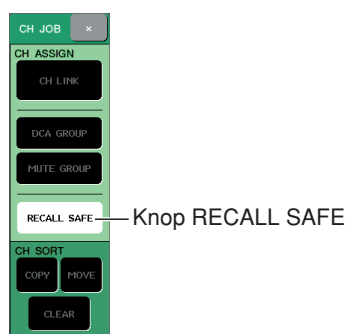 CH JOB ×
CH ASSIGN
CH LINK
DCA GROUP
MUTE GROUP
RECALL SAFE
Knop RECALL SAFE
CH SORT
COPY MOVE
CLEAR